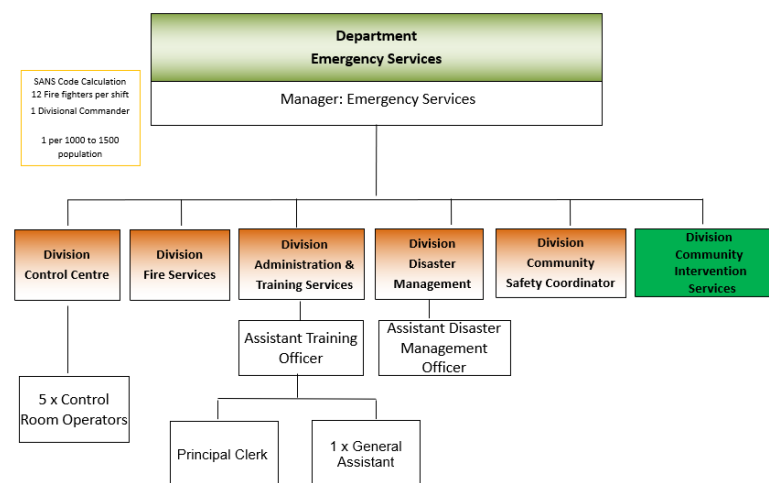 Department
Emergency Services
Manager: Emergency Services
SANS Code Calculation
12 Fire fighters per shift
1 Divisional Commander
1 per 1000 to 1500
population
Division
Control Centre
Division
Fire Services
Division
Administration &
Training Services
Division
Disaster
Management
Division
Community
Safety Coordinator
Division
Community
Intervention
Services
Assistant Training
Officer
Assistant Disaster
Management
Officer
5 x Control
Room Operators
Principal Clerk
1 x General
Assistant